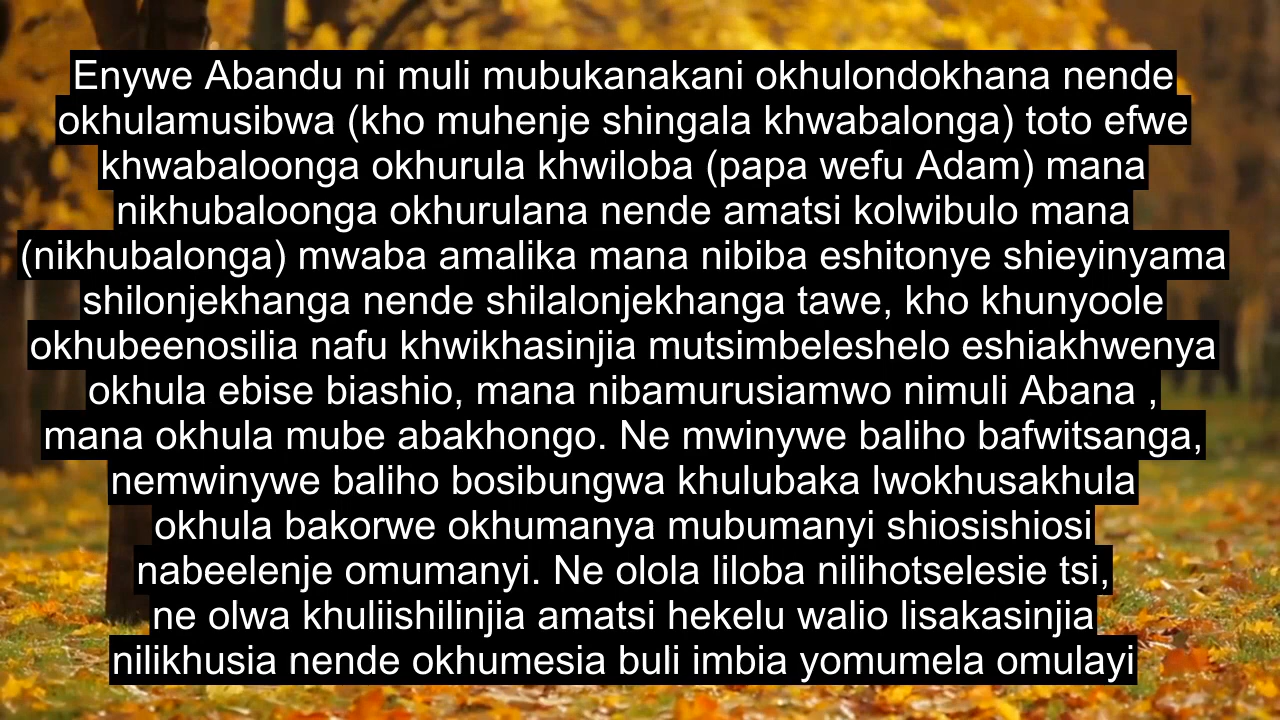 Enywe Abandu ni muli mubukanakani okhulondokhana nende
okhulamusibwa (kho muhenje shingala khwabalonga) toto efwe
khwabaloonga okhurula khwiloba (papa wefu Adam) mana
nikhubaloonga okhurulana nende amatsi kolwibulo mana
(nikhubalonga) mwaba amalika mana nibiba eshitonye shieyinyama
shilonjekhanga nende shilalonjekhanga tawe, kho khunyoole
okhubeenosilia nafu khwikhasinjia mutsimbeleshelo eshiakhwenya
okhula ebise biashio, mana nibamurusiamwo nimuli Abana ,
mana okhula mube abakhongo. Ne mwinywe baliho bafwitsanga,
nemwinywe baliho bosibungwa khulubaka lwokhusakhula
okhula bakorwe okhumanya mubumanyi shiosishiosi
nabeelenje omumanyi. Ne olola liloba nilihotselesie tsi,
ne olwa khuliishilinjia amatsi hekelu walio lisakasinjia
nilikhusia nende okhumesia buli imbia yomumela omulayi